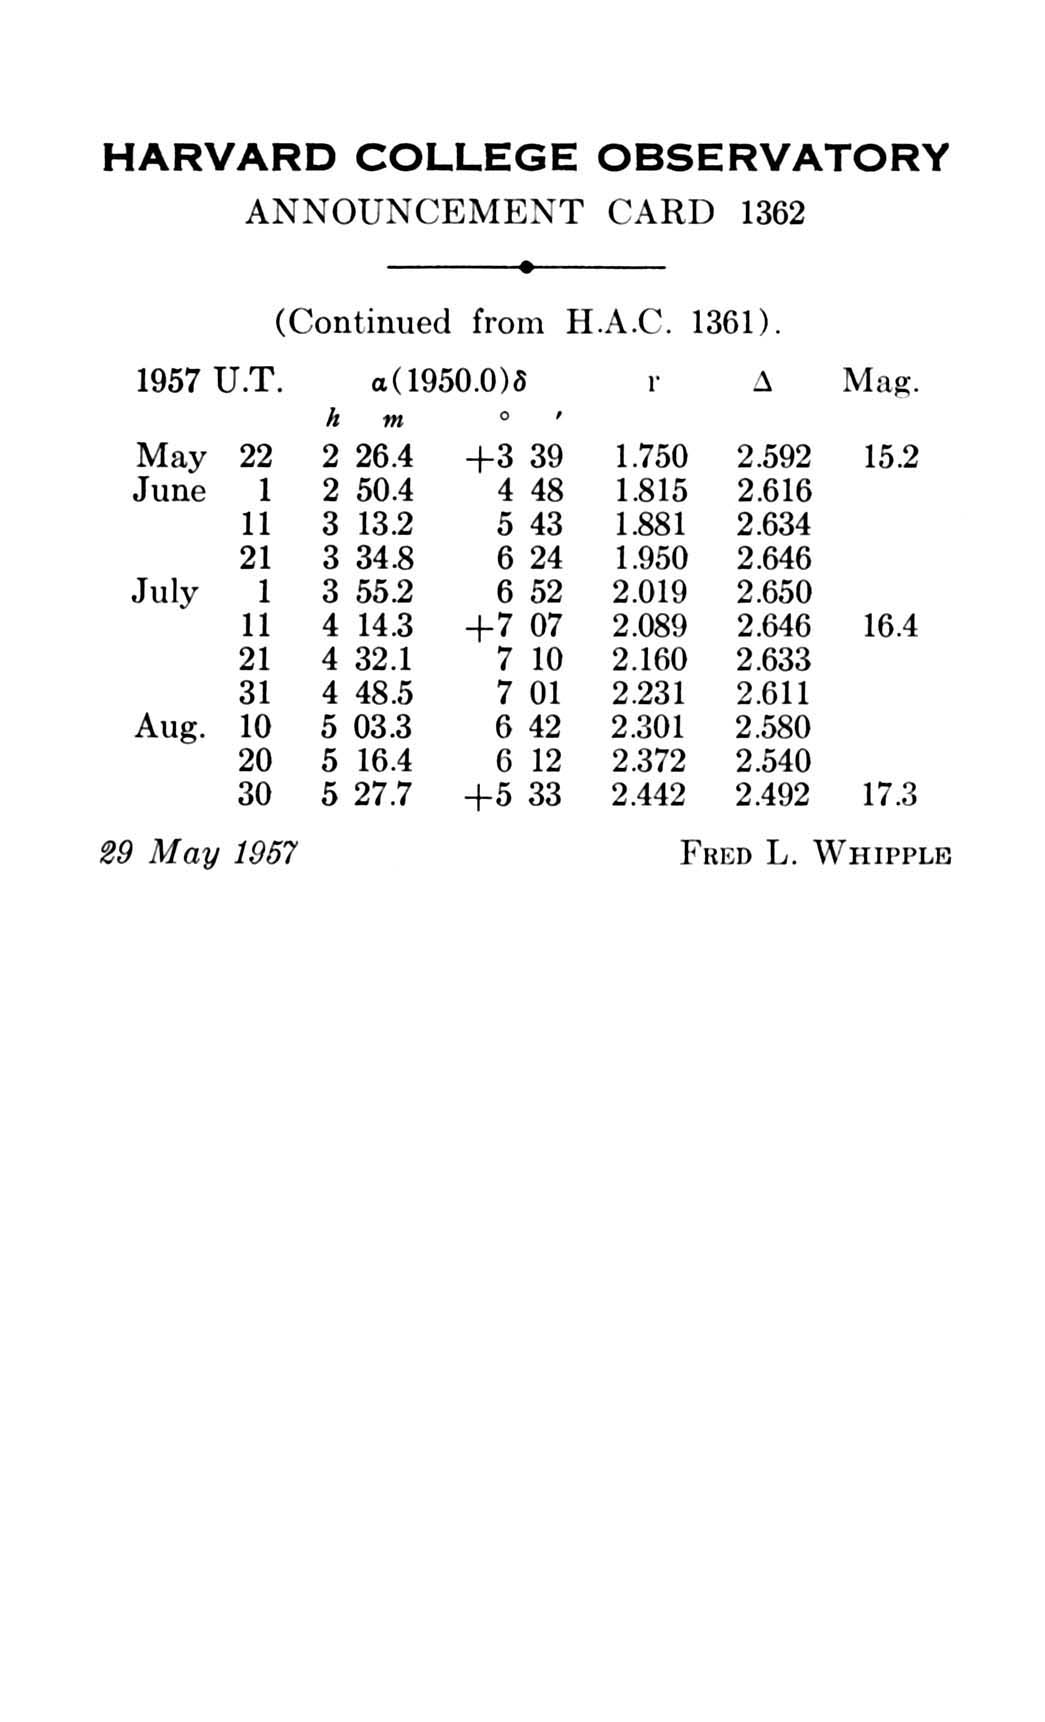 HARVARD COLLEGE OBSERVATORY
ANNOUNCEMENT CARD 1362
(Continued from H.A.C. 1361).
1957 U.T. α(1950.0)δ r Δ Mag.
h m ° ′
May 22 2 26.4 +3 39 1.750 2.592 15.2
June 1 2 50.4 4 48 1.815 2.616
11 3 13.2 5 43 1.881 2.634
21 3 34.8 6 24 1.950 2.646
July 1 3 55.2 6 52 2.019 2.650
11 4 14.3 +7 07 2.089 2.646 16.4
21 4 32.1 7 10 2.160 2.633
31 4 48.5 7 01 2.231 2.611
Aug. 10 5 03.3 6 42 2.301 2.580
20 5 16.4 6 12 2.372 2.540
30 5 27.7 +5 33 2.442 2.492 17.3
29 May 1957 FRED L. WHIPPLE